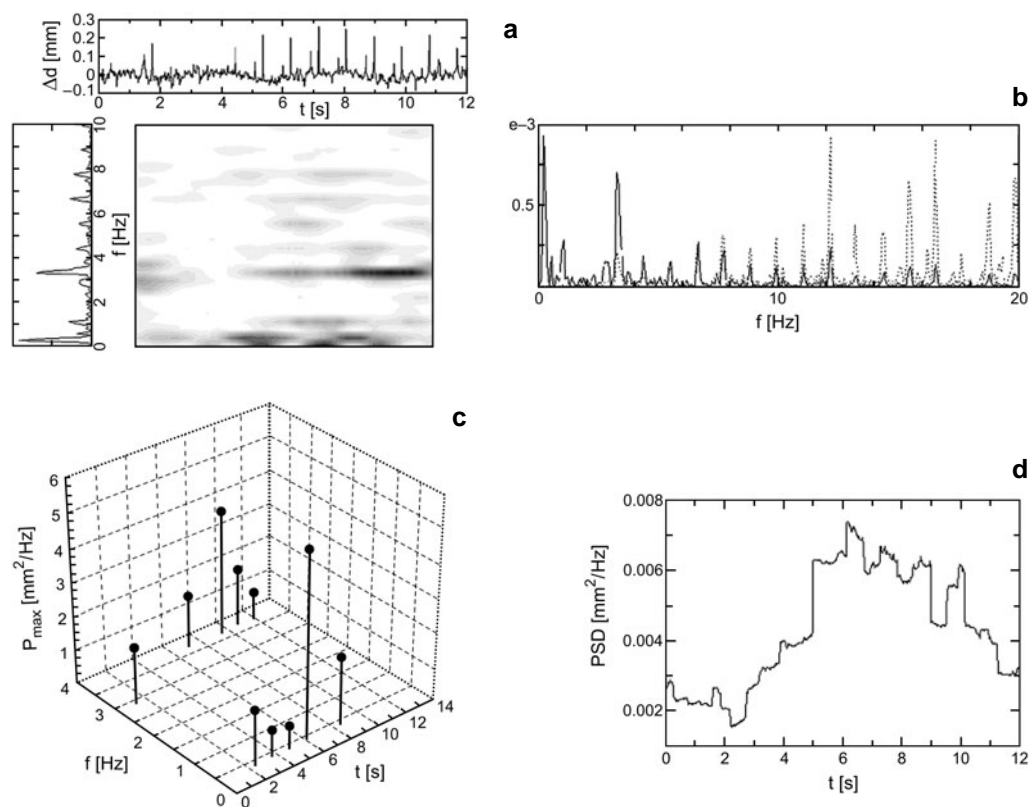 a
0.3
0.2
0.1
0
–0.1
Δd [mm]
0 2 4 6 8 10 12
t [s]
10
8
6
4
2
0
f [Hz]
b
e–3
0.5
0 10 20
f [Hz]
c
6
5
4
3
2
1
P max [mm²/Hz]
4
3
2
1
0
f [Hz]
0 2 4 6 8 10 12 14
t [s]
d
0.008
0.006
0.004
0.002
PSD [mm²/Hz]
0 2 4 6 8 10 12
t [s]